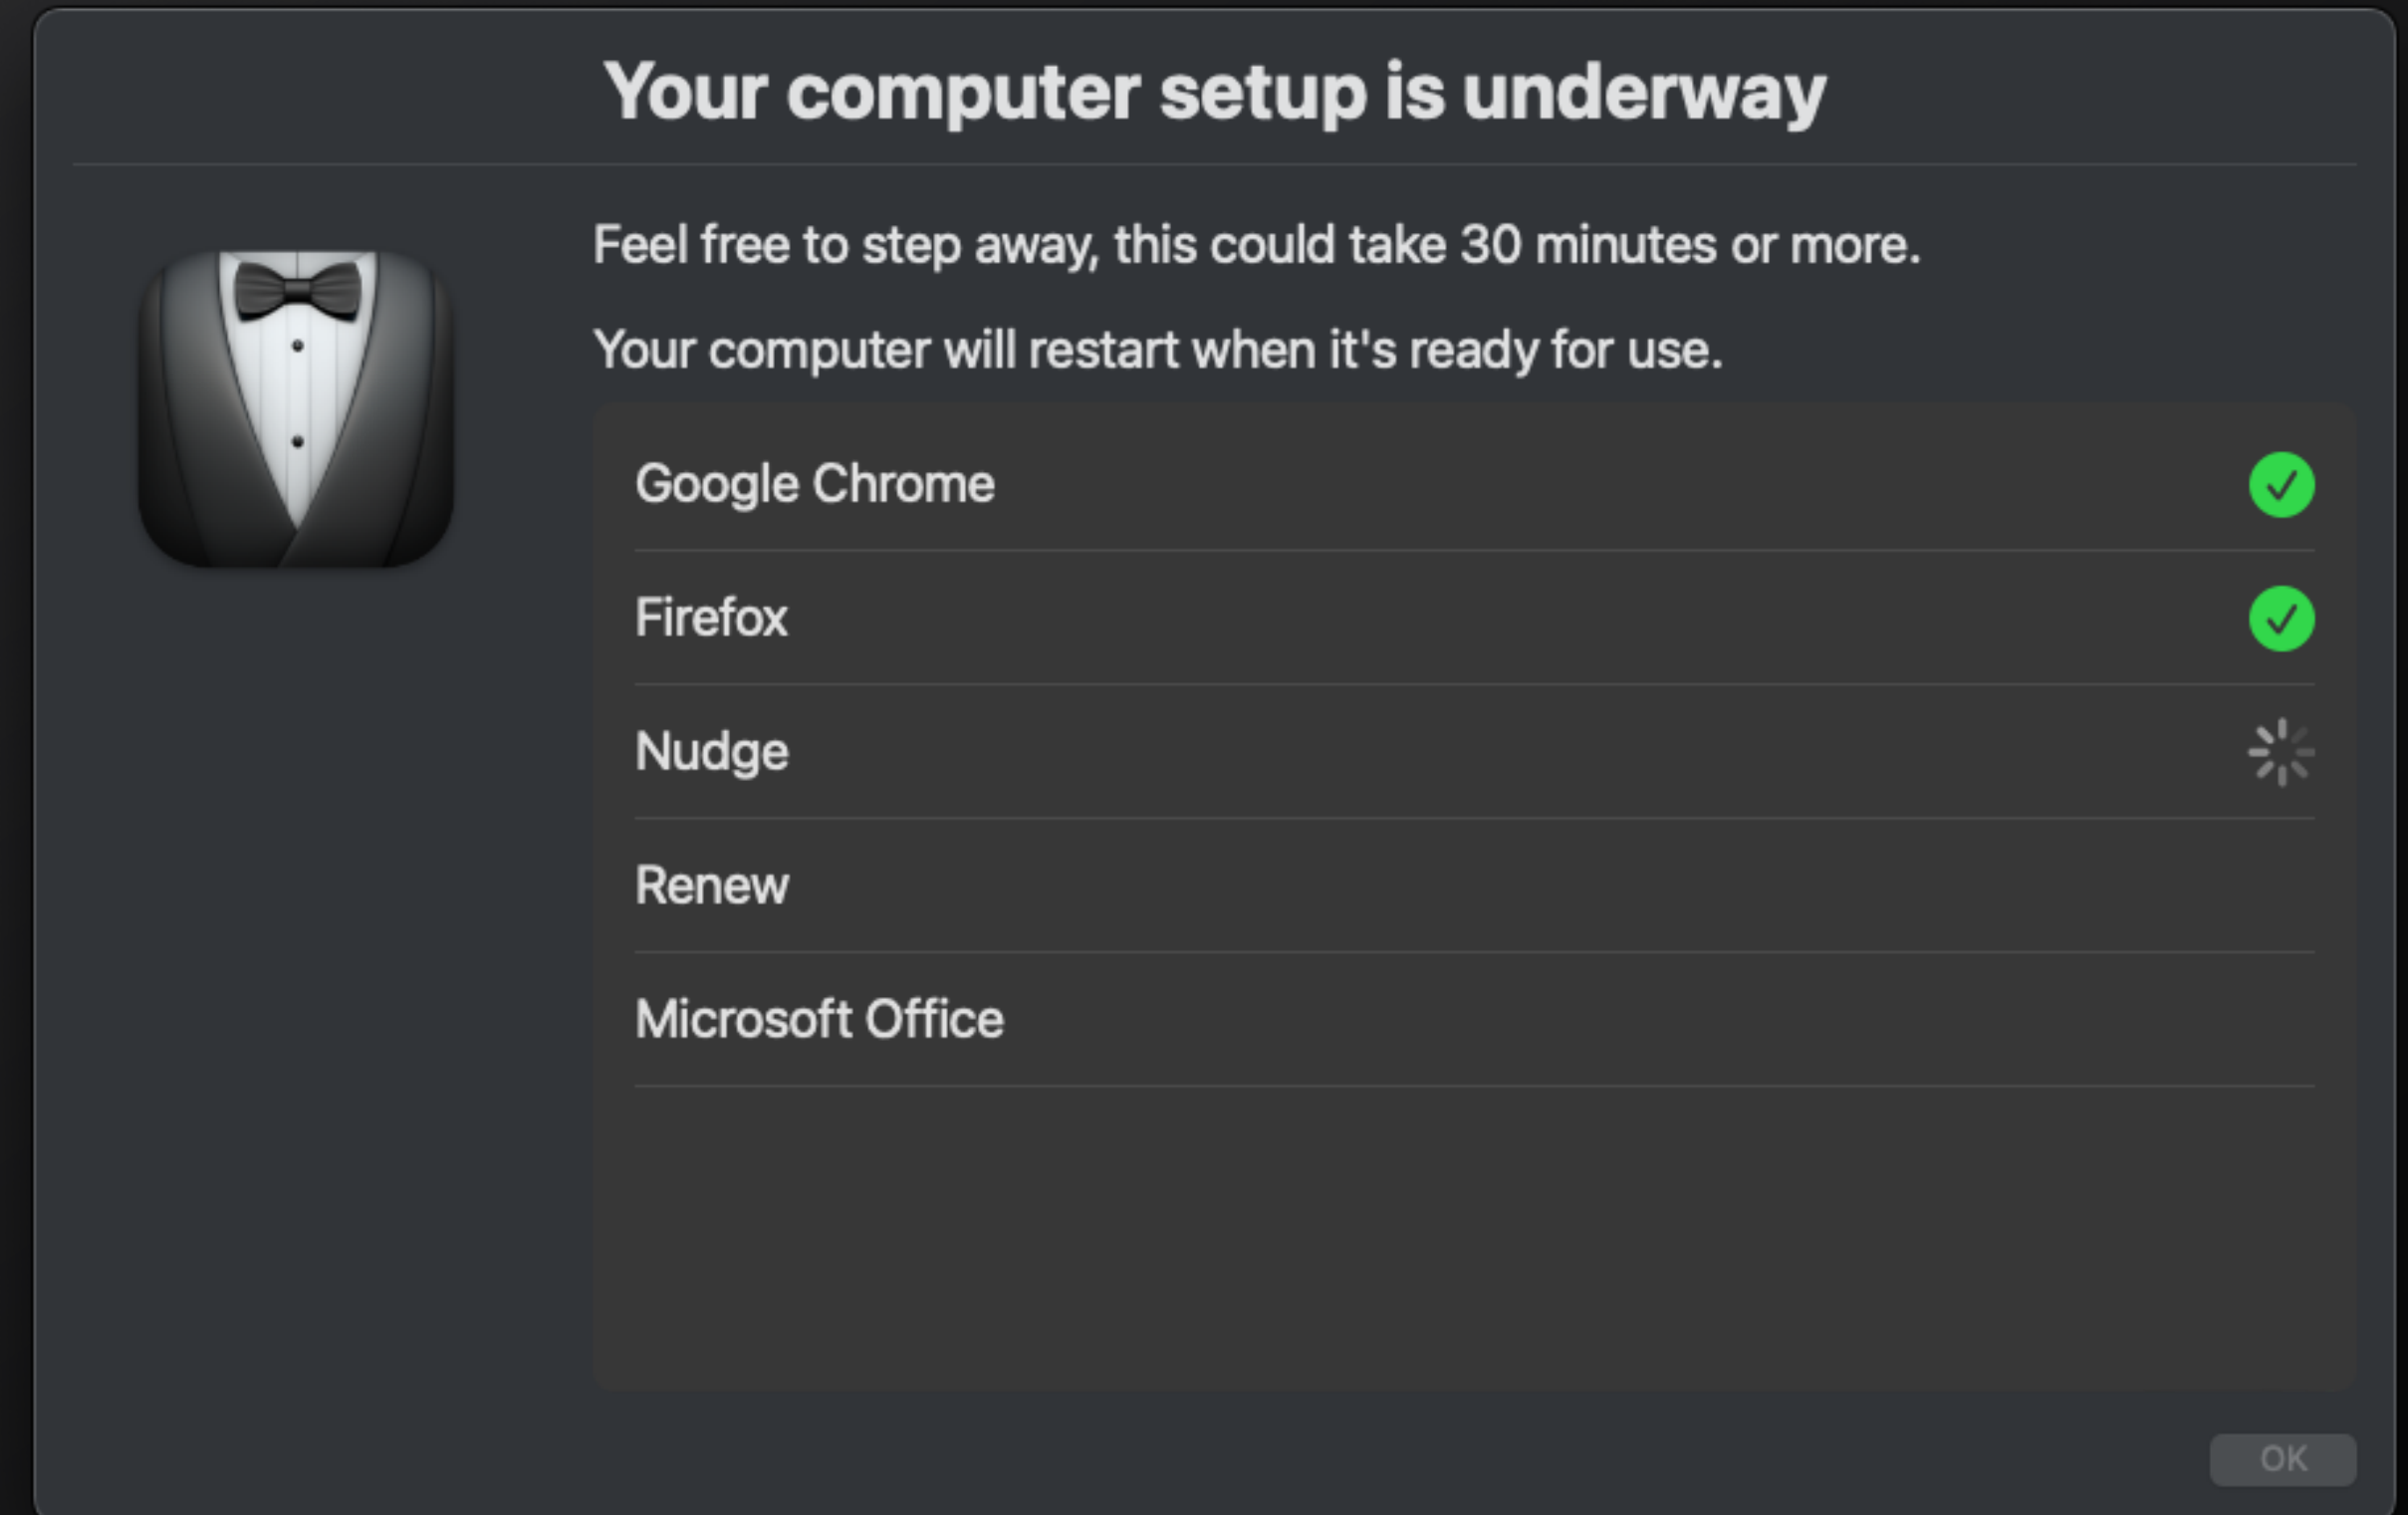 Your computer setup is underway
Feel free to step away, this could take 30 minutes or more.
Your computer will restart when it's ready for use.
Google Chrome
Firefox
Nudge
Renew
Microsoft Office
OK